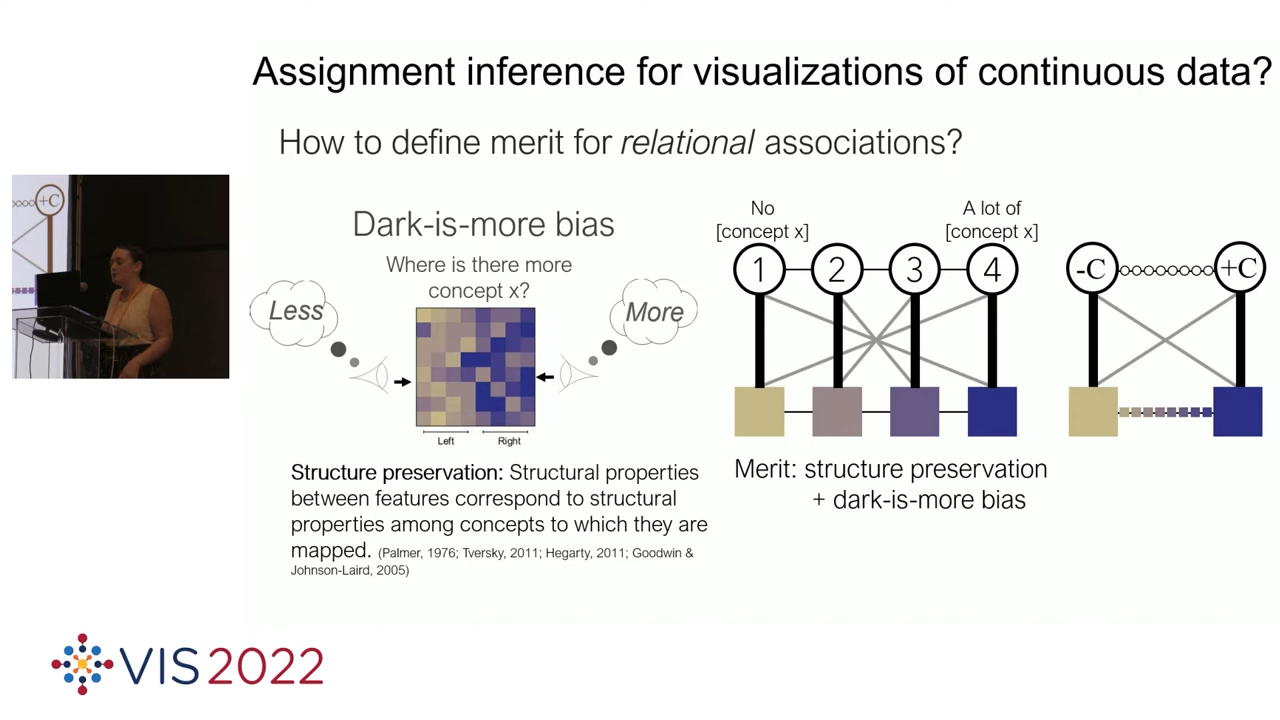 Assignment inference for visualizations of continuous data?
How to define merit for relational associations?
Dark-is-more bias
Where is there more
concept x?
Less
More
Left
Right
Structure preservation: Structural properties
between features correspond to structural
properties among concepts to which they are
mapped. (Palmer, 1976; Tversky, 2011; Hegarty, 2011; Goodwin &
Johnson-Laird, 2005)
No
[concept x]
A lot of
[concept x]
1
2
3
4
-C
+C
Merit: structure preservation
+ dark-is-more bias
+C
VIS2022